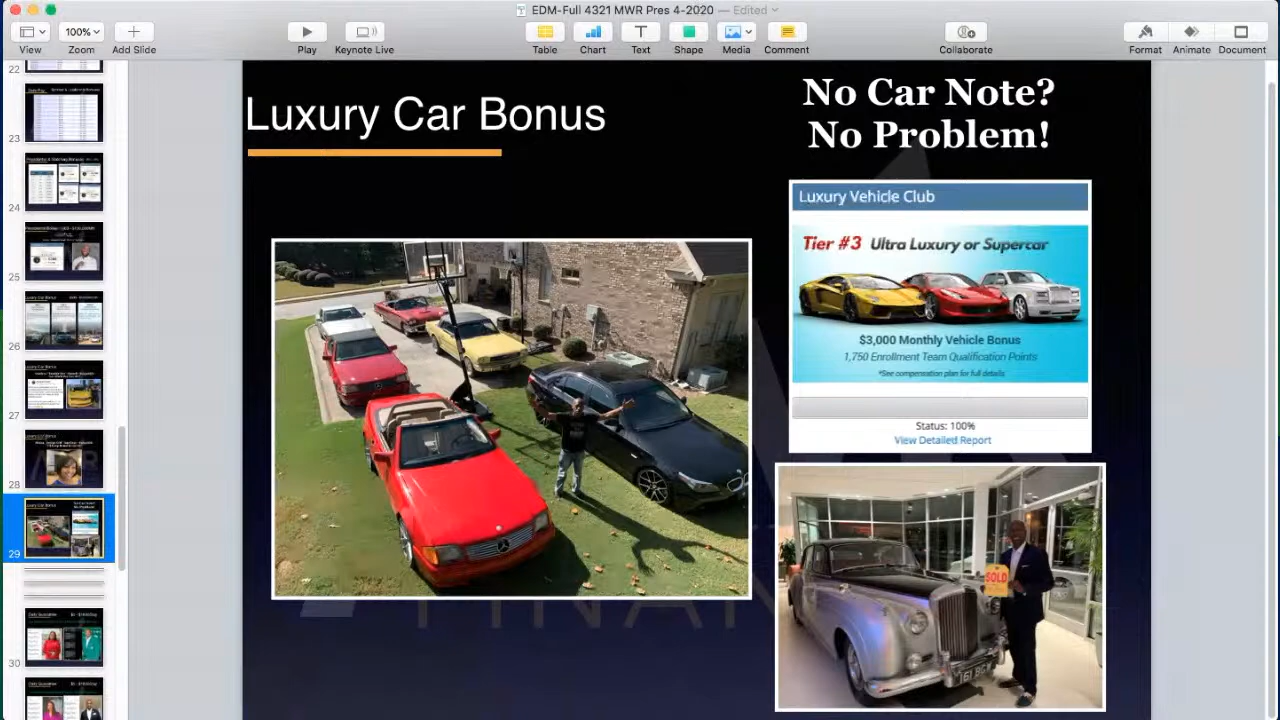 EDM-Full 4321 MWR Pres 4-2020 — Edited
100%
View
Zoom
Add Slide
Play
Keynote Live
Table
Chart
Text
Shape
Media
Comment
Collaborate
Format
Animate
Document
22
23
24
25
26
27
28
29
30
Luxury Car Bonus
No Car Note?
No Problem!
Luxury Vehicle Club
Tier #3 Ultra Luxury or Supercar
$3,000 Monthly Vehicle Bonus
1,750 Enrollment Team Qualification Points
*See compensation plan for full details
Status: 100%
View Detailed Report
SOLD
FINAN